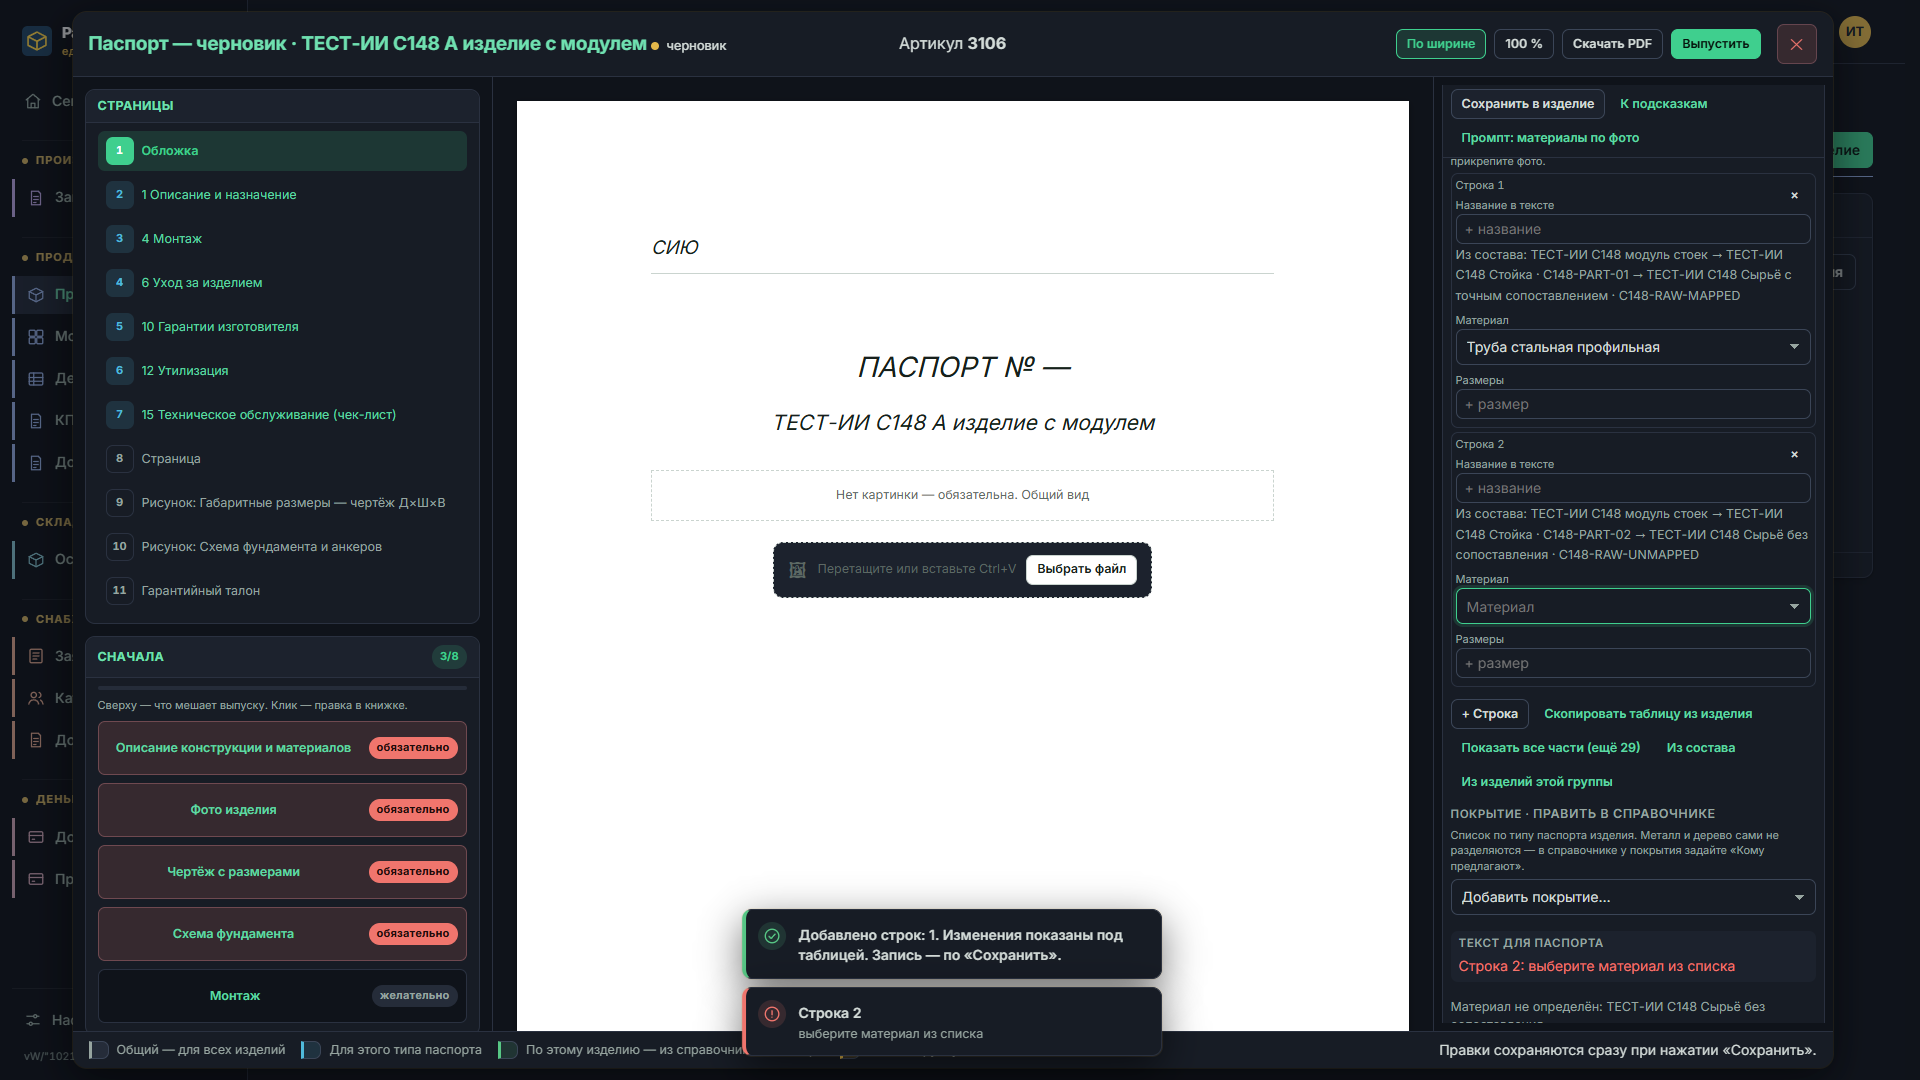 Паспорт — черновик · ТЕСТ-ИИ С148 А изделие с модулем
черновик
Артикул 3106
По ширине
100 %
Скачать PDF
Выпустить
ИТ
СТРАНИЦЫ
1 Обложка
2 1 Описание и назначение
3 4 Монтаж
4 6 Уход за изделием
5 10 Гарантии изготовителя
6 12 Утилизация
7 15 Техническое обслуживание (чек-лист)
8 Страница
9 Рисунок: Габаритные размеры — чертёж Д×Ш×В
10 Рисунок: Схема фундамента и анкеров
11 Гарантийный талон
СНАЧАЛА
3/8
Сверху — что мешает выпуску. Клик — правка в книжке.
Описание конструкции и материалов обязательно
Фото изделия обязательно
Чертёж с размерами обязательно
Схема фундамента обязательно
Монтаж желательно
СИЮ
ПАСПОРТ № —
ТЕСТ-ИИ С148 А изделие с модулем
Нет картинки — обязательна. Общий вид
Перетащите или вставьте Ctrl+V
Выбрать файл
Добавлено строк: 1. Изменения показаны под
таблицей. Запись — по «Сохранить».
Строка 2
выберите материал из списка
Сохранить в изделие
К подсказкам
Промпт: материалы по фото
прикрепите фото.
Строка 1
×
Название в тексте
+ название
Из состава: ТЕСТ-ИИ С148 модуль стоек → ТЕСТ-ИИ
С148 Стойка · C148-PART-01 → ТЕСТ-ИИ С148 Сырьё с
точным сопоставлением · C148-RAW-MAPPED
Материал
Труба стальная профильная
Размеры
+ размер
Строка 2
×
Название в тексте
+ название
Из состава: ТЕСТ-ИИ С148 модуль стоек → ТЕСТ-ИИ
С148 Стойка · C148-PART-02 → ТЕСТ-ИИ С148 Сырьё без
сопоставления · C148-RAW-UNMAPPED
Материал
Материал
Размеры
+ размер
+ Строка
Скопировать таблицу из изделия
Показать все части (ещё 29)
Из состава
Из изделий этой группы
ПОКРЫТИЕ · ПРАВИТЬ В СПРАВОЧНИКЕ
Список по типу паспорта изделия. Металл и дерево сами не
разделяются — в справочнике у покрытия задайте «Кому
предлагают».
Добавить покрытие...
ТЕКСТ ДЛЯ ПАСПОРТА
Строка 2: выберите материал из списка
Материал не определён: ТЕСТ-ИИ С148 Сырьё без
Общий — для всех изделий
Для этого типа паспорта
По этому изделию — из справочни
Правки сохраняются сразу при нажатии «Сохранить».